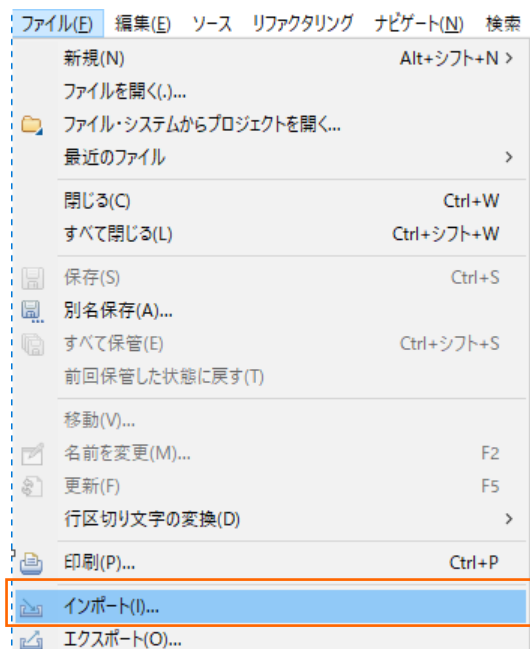 ファイル(F) 編集(E) ソース リファクタリング ナビゲート(N) 検索
新規(N) Alt+シフト+N >
ファイルを開く(.)...
ファイル・システムからプロジェクトを開く...
最近のファイル >
閉じる(C) Ctrl+W
すべて閉じる(L) Ctrl+シフト+W
保存(S) Ctrl+S
別名保存(A)...
すべて保管(E) Ctrl+シフト+S
前回保管した状態に戻す(T)
移動(V)...
名前を変更(M)... F2
更新(F) F5
行区切り文字の変換(D) >
印刷(P)... Ctrl+P
インポート(I)...
エクスポート(O)...